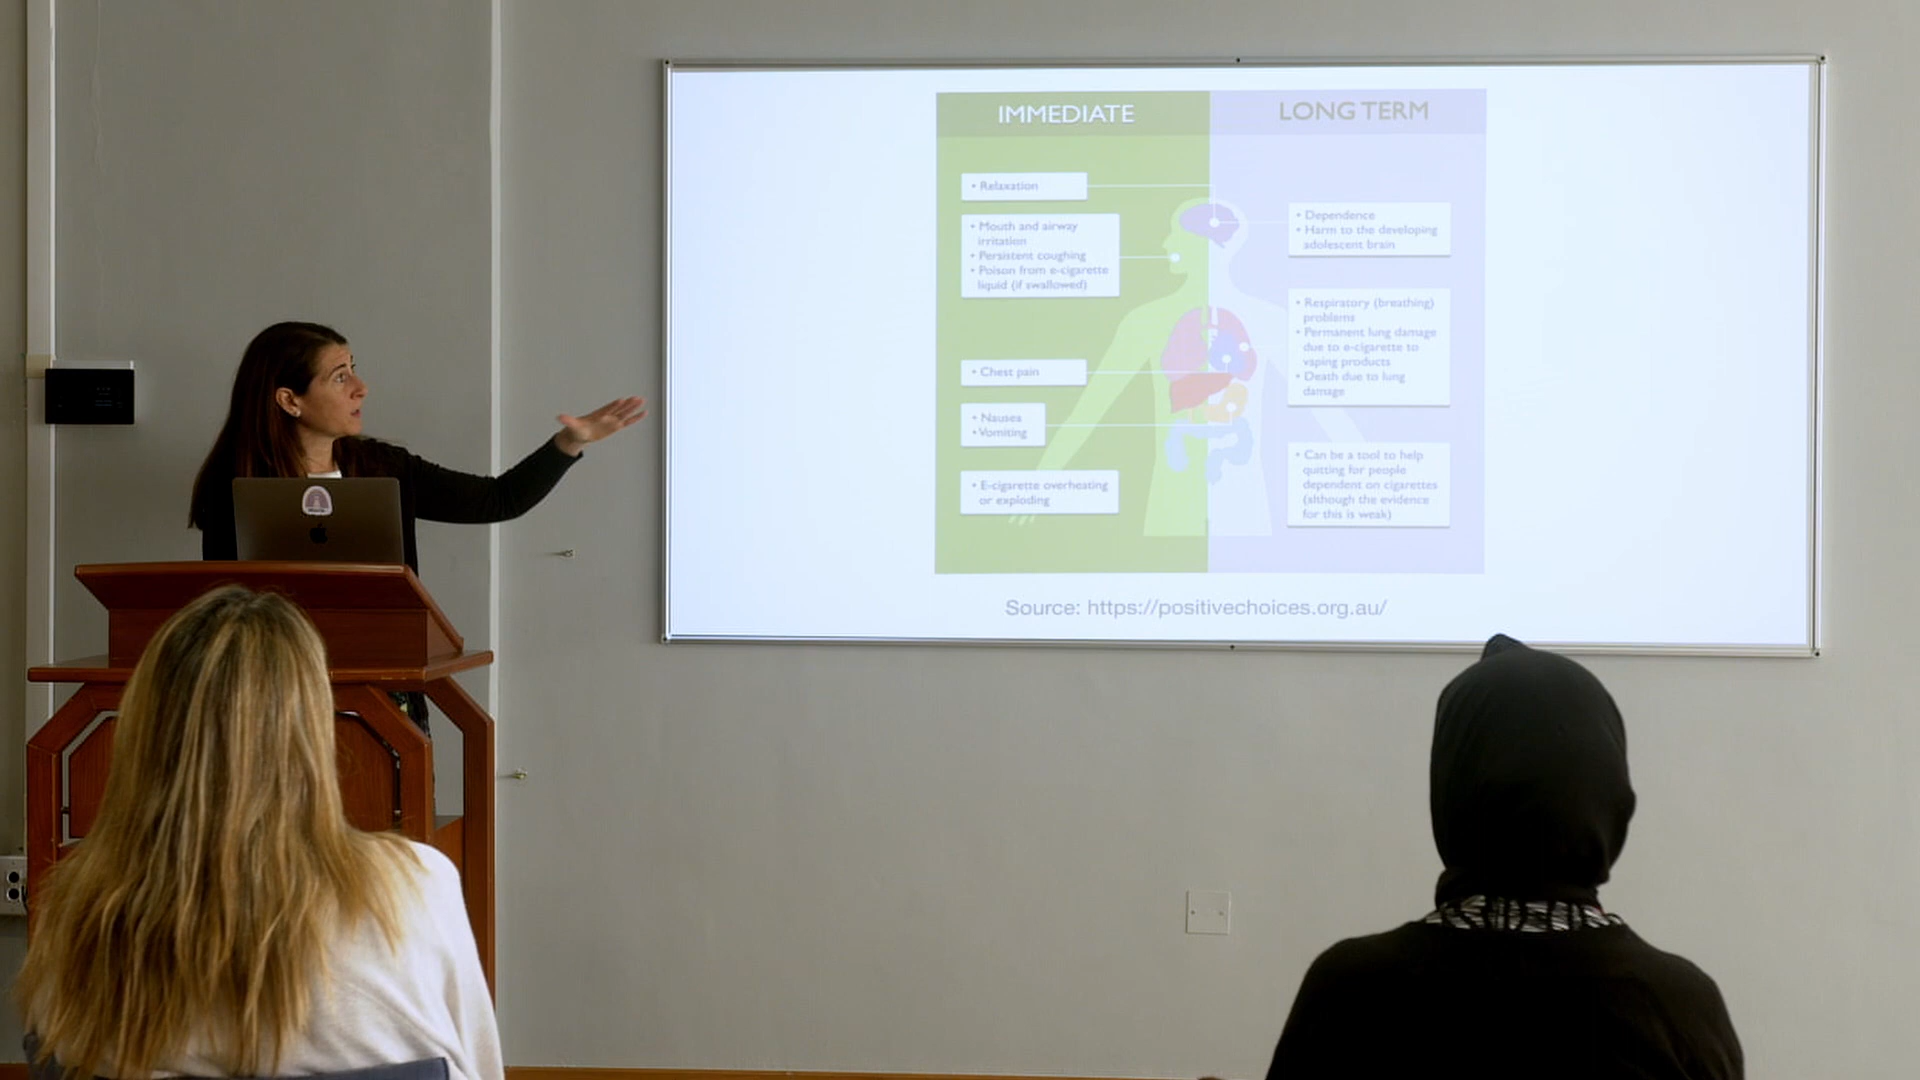 IMMEDIATE
• Relaxation
• Mouth and airway
irritation
• Persistent coughing
• Poison from e-cigarette
liquid (if swallowed)
• Chest pain
• Nausea
• Vomiting
• E-cigarette overheating
or exploding
LONG TERM
• Dependence
• Harm to the developing
adolescent brain
• Respiratory (breathing)
problems
• Permanent lung damage
due to e-cigarette to
vaping products
• Death due to lung
damage
• Can be a tool to help
quitting for people
dependent on cigarettes
(although the evidence
for this is weak)
Source: https://positivechoices.org.au/